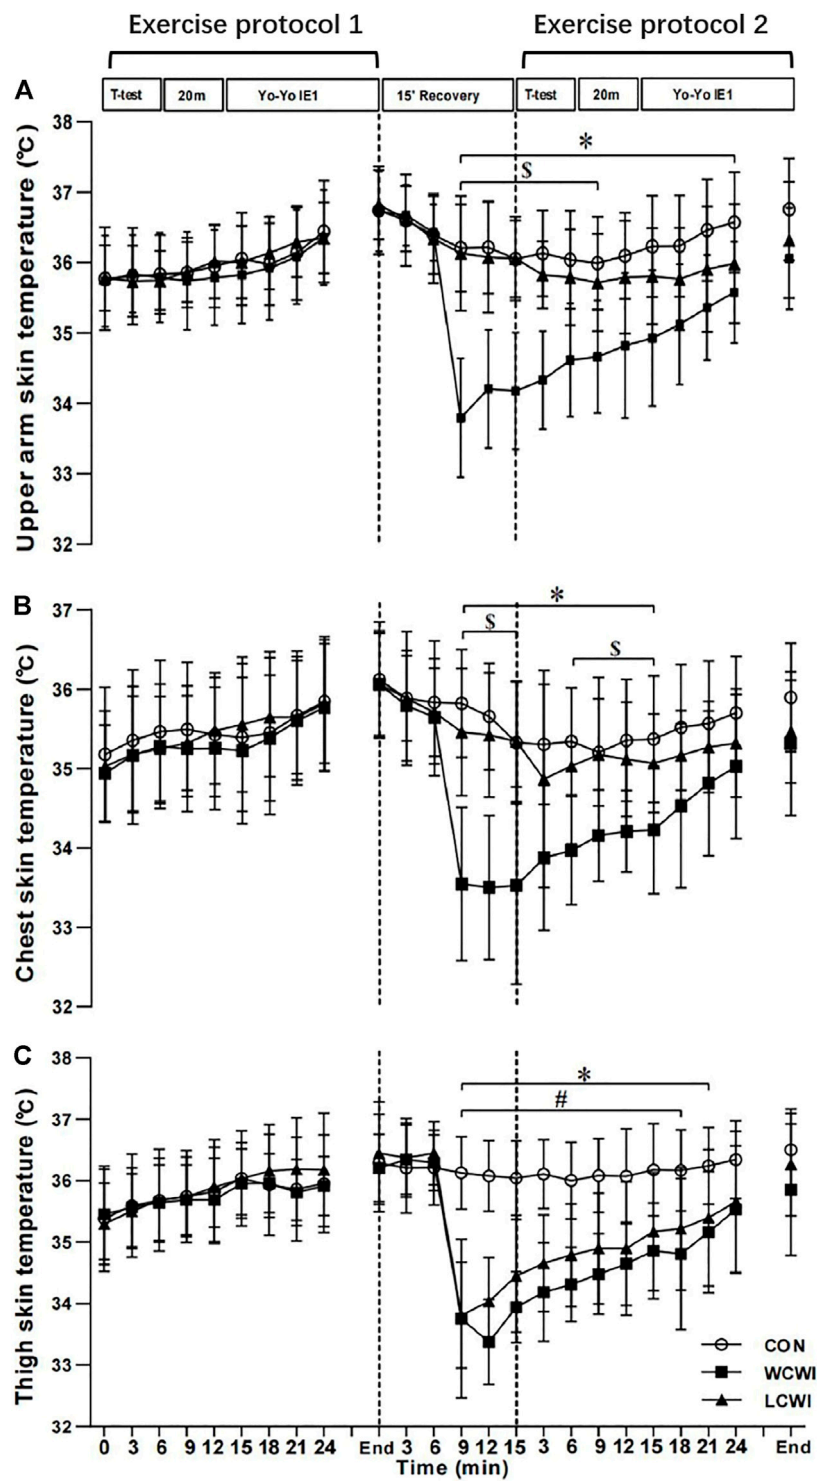 Exercise protocol 1 Exercise protocol 2
A
T-test 20m Yo-Yo IE1 15' Recovery T-test 20m Yo-Yo IE1
Upper arm skin temperature (℃)
38
37
36
35
34
33
32
*
$
B
Chest skin temperature (℃)
37
36
35
34
33
32
*
$
$
C
Thigh skin temperature (℃)
38
37
36
35
34
33
32
*
#
CON
WCWI
LCWI
0 3 6 9 12 15 18 21 24 End 3 6 9 12 15 3 6 9 12 15 18 21 24 End
Time (min)